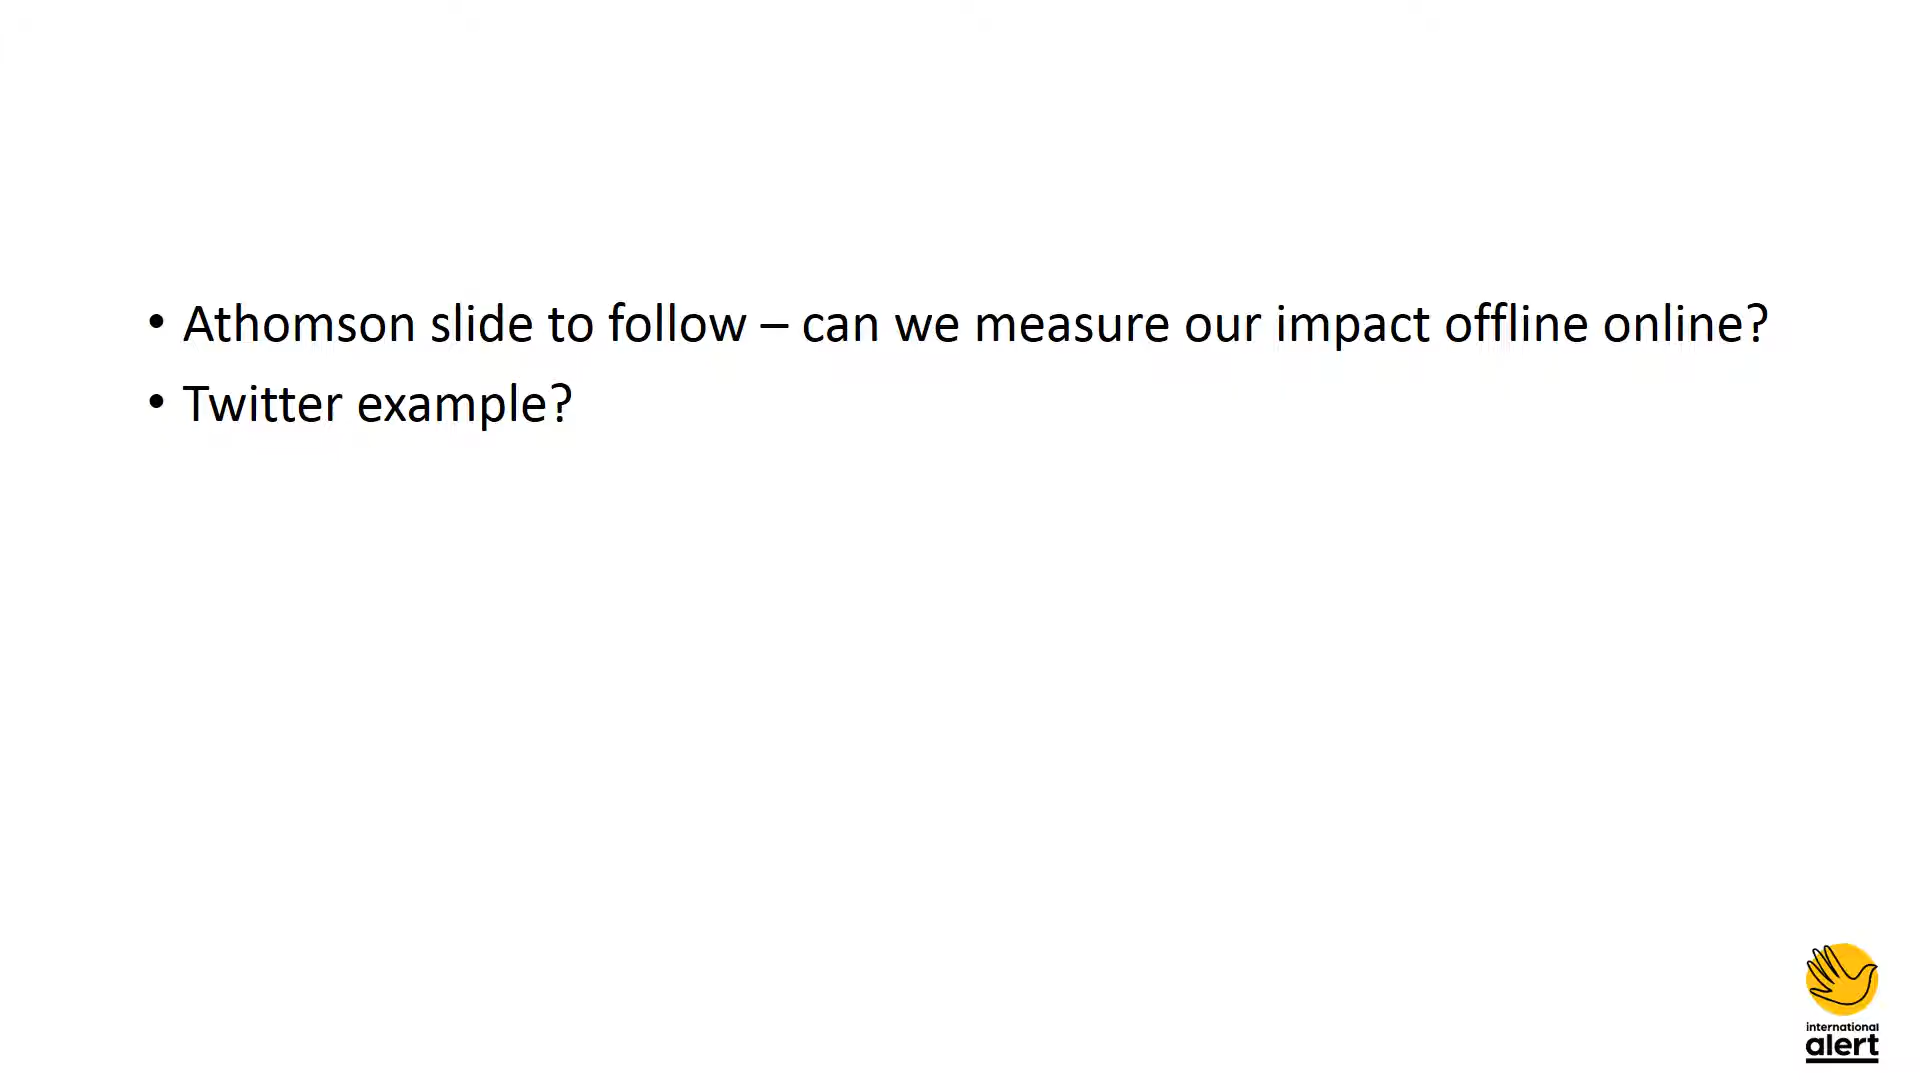 • Athomson slide to follow – can we measure our impact offline online?
• Twitter example?
international
alert